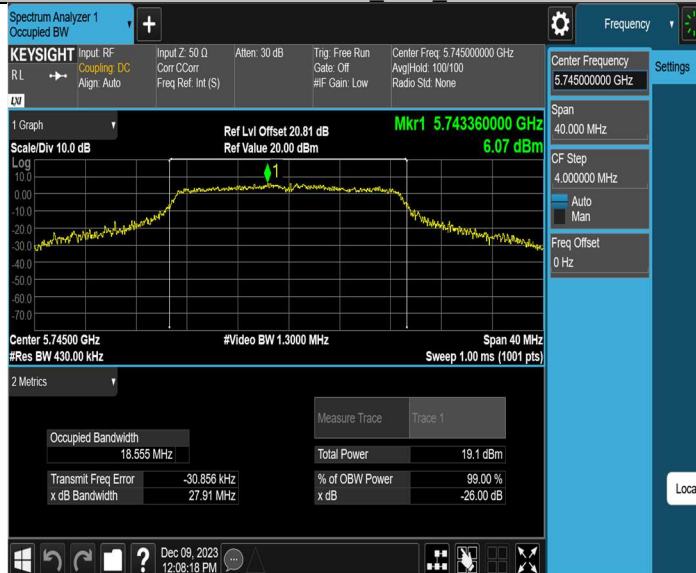 Spectrum Analyzer 1
Occupied BW
Frequency
KEYSIGHT
RL
LXI
Input: RF
Coupling: DC
Align: Auto
Input Z: 50 Ω
Corr CCorr
Freq Ref: Int (S)
Atten: 30 dB
Trig: Free Run
Gate: Off
#IF Gain: Low
Center Freq: 5.745000000 GHz
Avg|Hold: 100/100
Radio Std: None
Center Frequency
5.745000000 GHz
Settings
Span
40.000 MHz
CF Step
4.000000 MHz
Auto
Man
Freq Offset
0 Hz
1 Graph
Scale/Div 10.0 dB
Ref Lvl Offset 20.81 dB
Ref Value 20.00 dBm
Mkr1 5.743360000 GHz
6.07 dBm
Log
10.0
0.00
-10.0
-20.0
-30.0
-40.0
-50.0
-60.0
-70.0
1
Center 5.74500 GHz
#Res BW 430.00 kHz
#Video BW 1.3000 MHz
Span 40 MHz
Sweep 1.00 ms (1001 pts)
2 Metrics
Measure Trace Trace 1
Occupied Bandwidth
18.555 MHz
Total Power 19.1 dBm
Transmit Freq Error -30.856 kHz
% of OBW Power 99.00 %
x dB Bandwidth 27.91 MHz
x dB -26.00 dB
Loca
?
Dec 09, 2023
12:08:18 PM